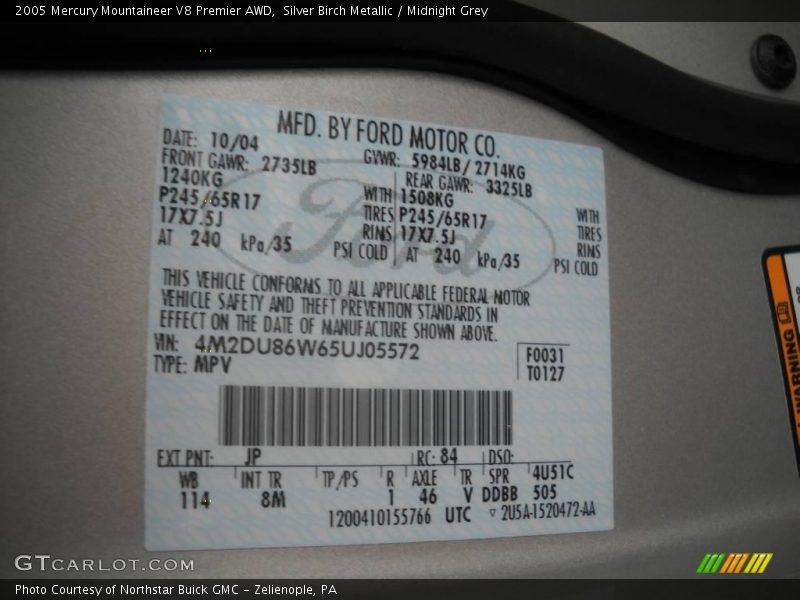 2005 Mercury Mountaineer V8 Premier AWD,  Silver Birch Metallic / Midnight Grey
MFD. BY FORD MOTOR CO.
DATE: 10/04 GVWR: 5984LB/ 2714KG
FRONT GAWR: 2735LB REAR GAWR: 3325LB
1240KG WITH 1508KG WITH
P245/65R17 TIRES P245/65R17 TIRES
17X7.5J RIMS 17X7.5J RIMS
AT 240 kPa/35 PSI COLD AT 240 kPa/35 PSI COLD
Ford
THIS VEHICLE CONFORMS TO ALL APPLICABLE FEDERAL MOTOR
VEHICLE SAFETY AND THEFT PREVENTION STANDARDS IN
EFFECT ON THE DATE OF MANUFACTURE SHOWN ABOVE.
VIN: 4M2DU86W65UJ05572 F0031
TYPE: MPV T0127
EXT PNT: JP RC: 84 DSO:
WB INT TR TP/PS R AXLE TR SPR 4U51C
114 8M 1 46 V DDBB 505
1200410155766 UTC ▽ 2U5A-1520472-AA
WARNING
GTCARLOT.COM
Photo Courtesy of Northstar Buick GMC – Zelienople, PA